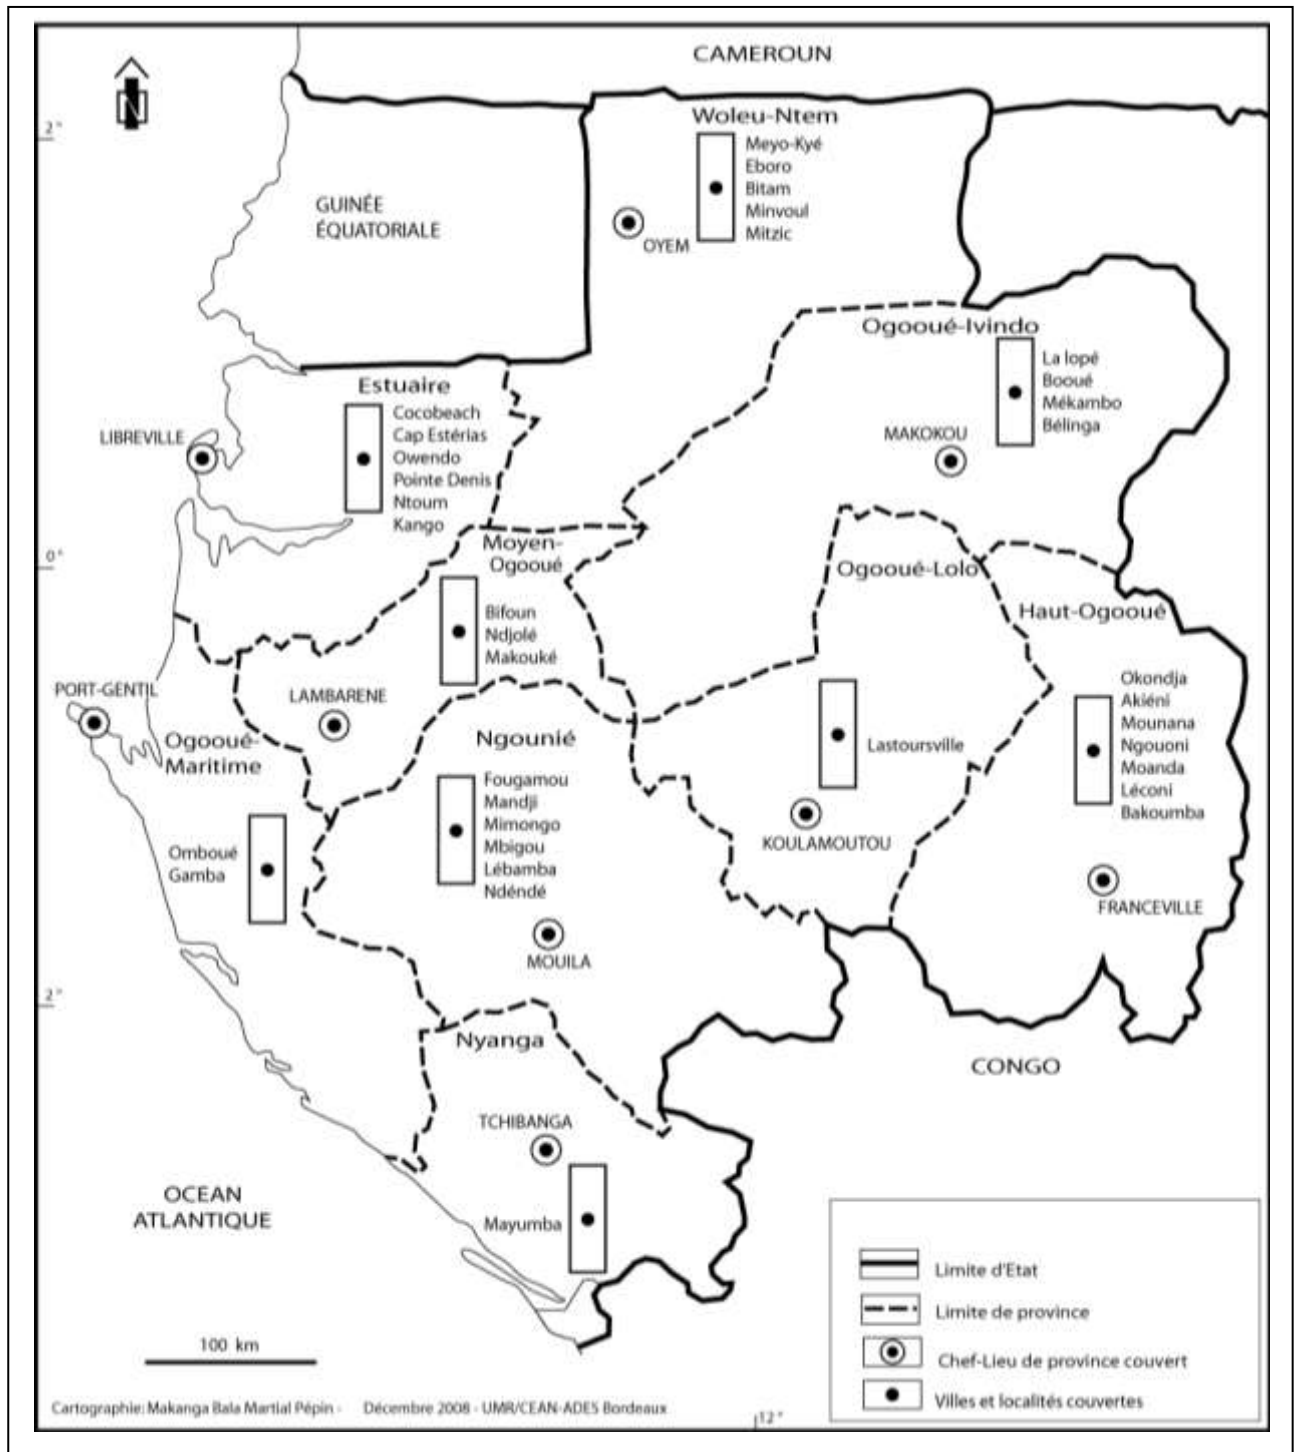 CAMEROUN
N
2°
Woleu-Ntem
Meyo-Kyé
Eboro
Bitam
Minvoul
Mitzic
GUINÉE
ÉQUATORIALE
OYEM
Ogooué-Ivindo
La lopé
Booué
Mékambo
Bélinga
MAKOKOU
Estuaire
Cocobeach
Cap Estérias
Owendo
Pointe Denis
Ntoum
Kango
LIBREVILLE
0°
Moyen-
Ogooué
Bifoun
Ndjolé
Makouké
Ogooué-Lolo
Haut-Ogooué
Okondja
Akiéni
Mounana
Ngouoni
Moanda
Léconi
Bakoumba
PORT-GENTIL
LAMBARENE
Ogooué-
Maritime
Ngounié
Fougamou
Mandji
Mimongo
Mbigou
Lébamba
Ndéndé
Lastoursville
KOULAMOUTOU
Omboué
Gamba
FRANCEVILLE
MOUILA
2°
Nyanga
CONGO
TCHIBANGA
Mayumba
OCEAN
ATLANTIQUE
Limite d'Etat
Limite de province
Chef-Lieu de province couvert
Villes et localités couvertes
100 km
Cartographie: Makanga Bala Martial Pépin - Décembre 2008 - UMR/CEAN-ADES Bordeaux
12°